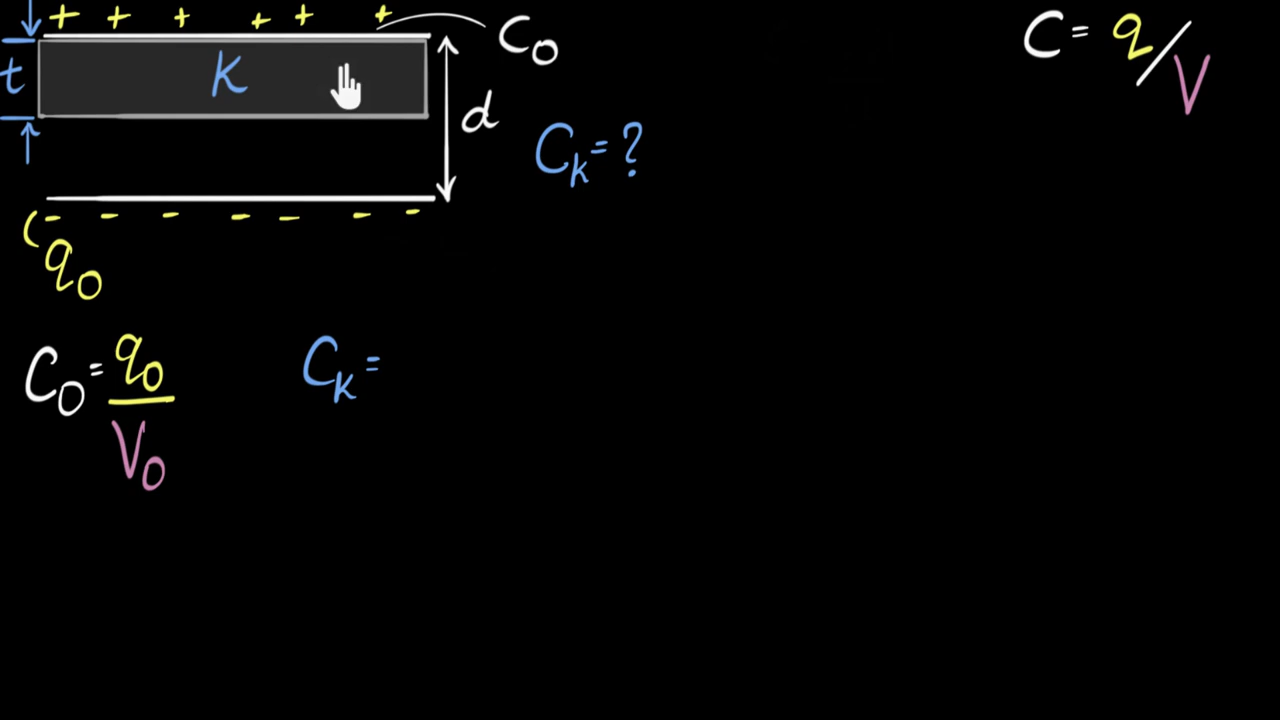 + + + + + +
C₀
C = q/V
t
K
d
Cₖ = ?
- - - - - - -
q₀
C₀ = q₀/V₀
Cₖ =